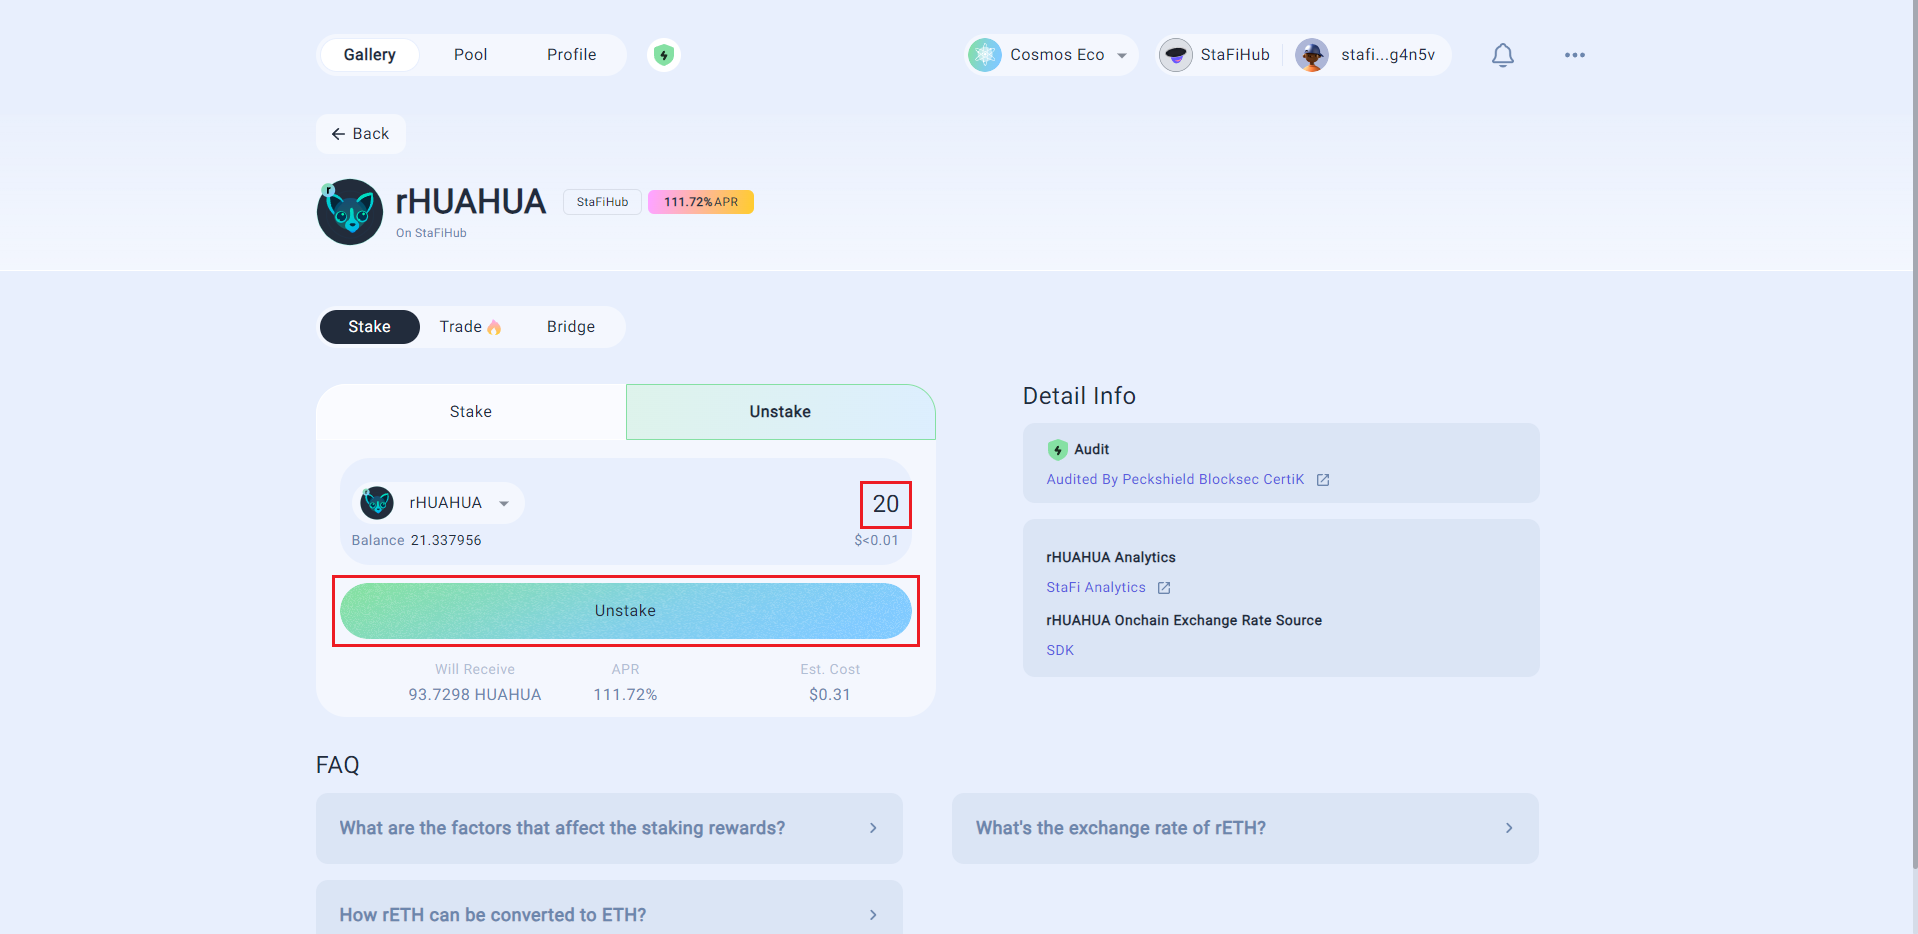 Gallery
Pool
Profile
Cosmos Eco
StaFiHub
stafi...g4n5v
Back
rHUAHUA
StaFiHub
111.72% APR
On StaFiHub
Stake
Trade
Bridge
Stake
Unstake
rHUAHUA
20
Balance 21.337956
$<0.01
Unstake
Will Receive
APR
Est. Cost
93.7298 HUAHUA
111.72%
$0.31
Detail Info
Audit
Audited By Peckshield Blocksec CertiK
rHUAHUA Analytics
StaFi Analytics
rHUAHUA Onchain Exchange Rate Source
SDK
FAQ
What are the factors that affect the staking rewards?
What's the exchange rate of rETH?
How rETH can be converted to ETH?